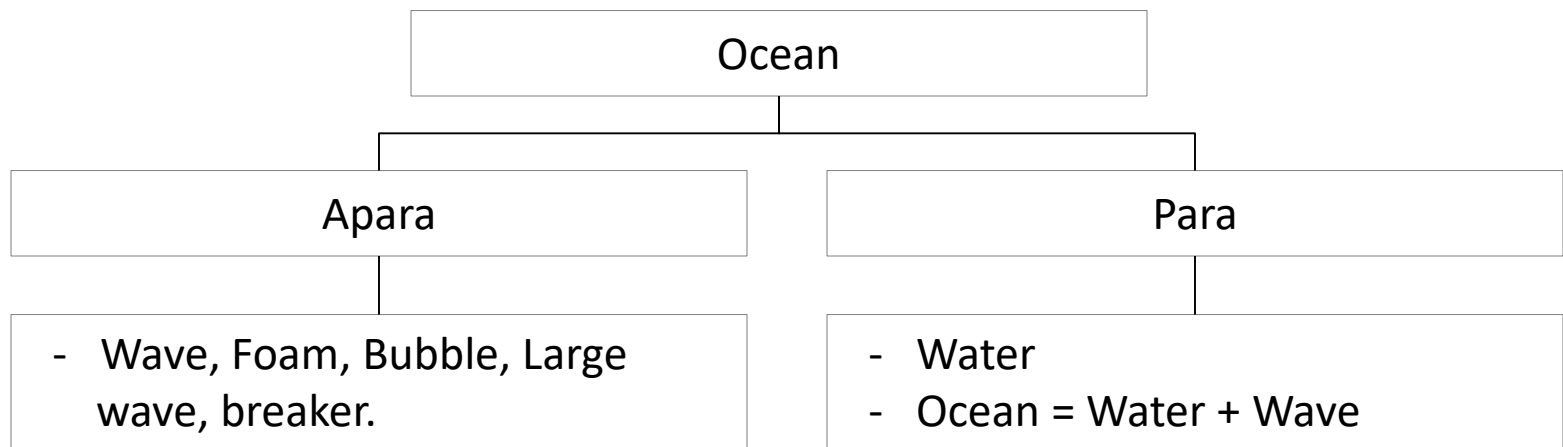 Ocean
Apara
Para
- Wave, Foam, Bubble, Large
wave, breaker.
- Water
- Ocean = Water + Wave